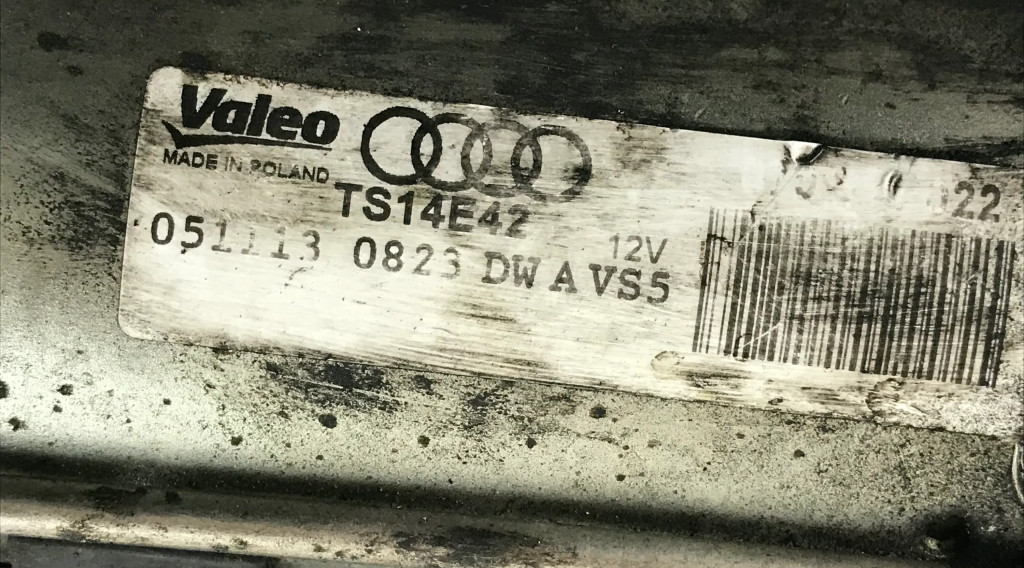 Valeo
MADE IN POLAND
TS14E42
12V
051113 0823 DW A VS5